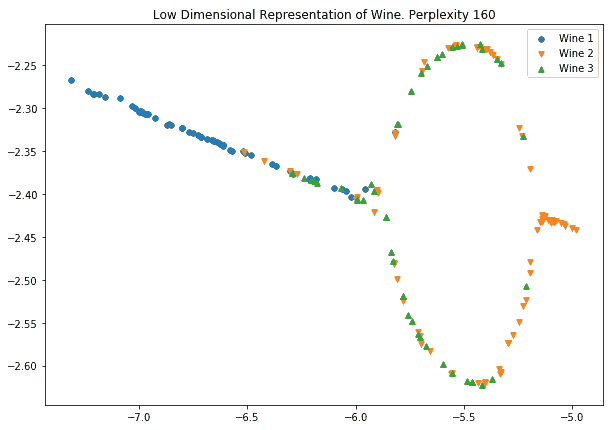 Low Dimensional Representation of Wine. Perplexity 160
Wine 1
Wine 2
Wine 3
−2.25
−2.30
−2.35
−2.40
−2.45
−2.50
−2.55
−2.60
−7.0 −6.5 −6.0 −5.5 −5.0